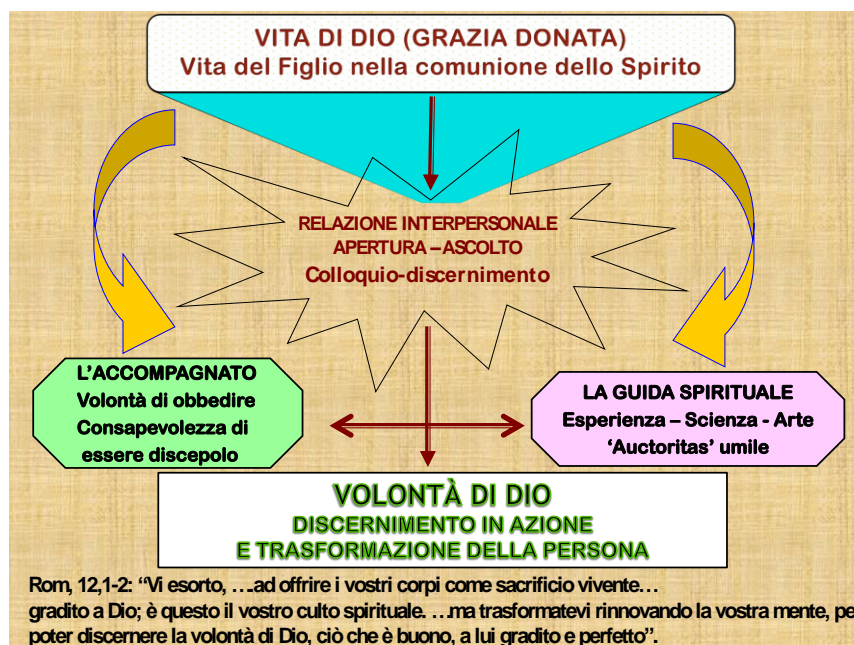 VITA DI DIO (GRAZIA DONATA)
Vita del Figlio nella comunione dello Spirito
RELAZIONE INTERPERSONALE
APERTURA – ASCOLTO
Colloquio-discernimento
L'ACCOMPAGNATO
Volontà di obbedire
Consapevolezza di
essere discepolo
LA GUIDA SPIRITUALE
Esperienza – Scienza - Arte
'Auctoritas' umile
VOLONTÀ DI DIO
DISCERNIMENTO IN AZIONE
E TRASFORMAZIONE DELLA PERSONA
Rom, 12,1-2: “Vi esorto, ….ad offrire i vostri corpi come sacrificio vivente…
gradito a Dio; è questo il vostro culto spirituale. …ma trasformatevi rinnovando la vostra mente, pe
poter discernere la volontà di Dio, ciò che è buono, a lui gradito e perfetto”.